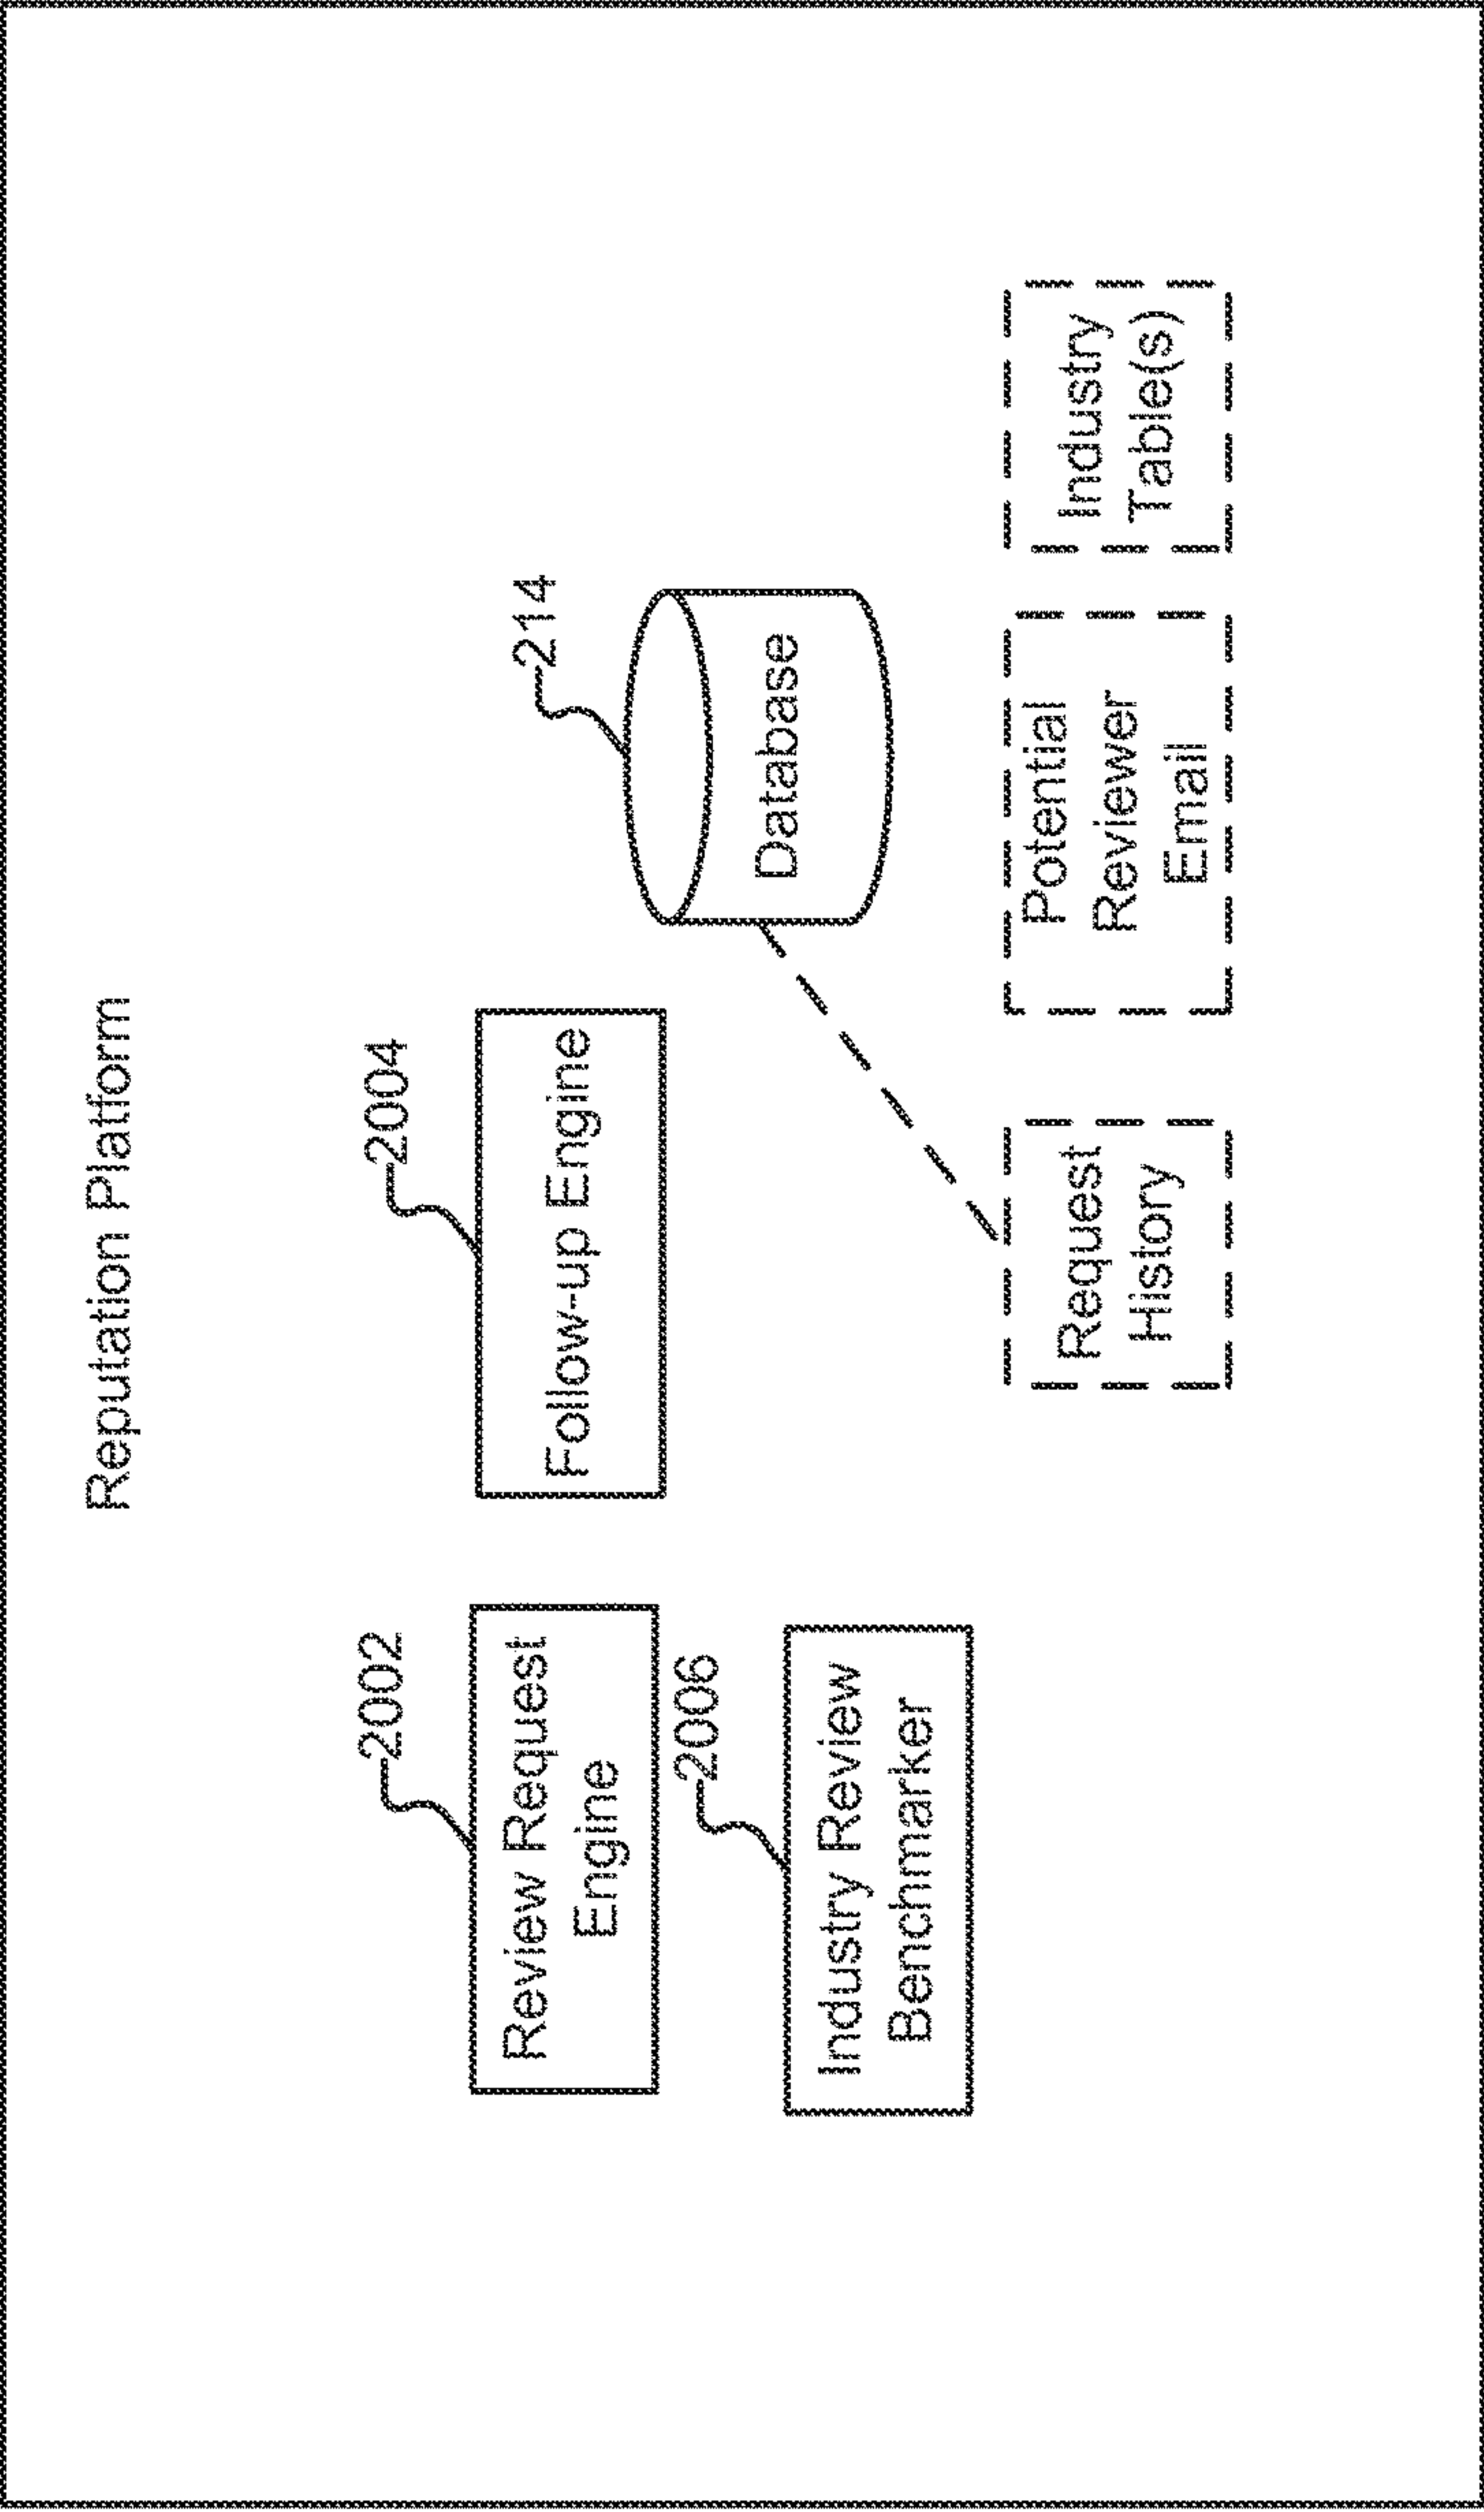 Reputation Platform
2002
Review Request
Engine
2004
Follow-up Engine
214
Database
2006
Industry Review
Benchmarker
Request
History
Potential
Reviewer
Email
Industry
Table(s)